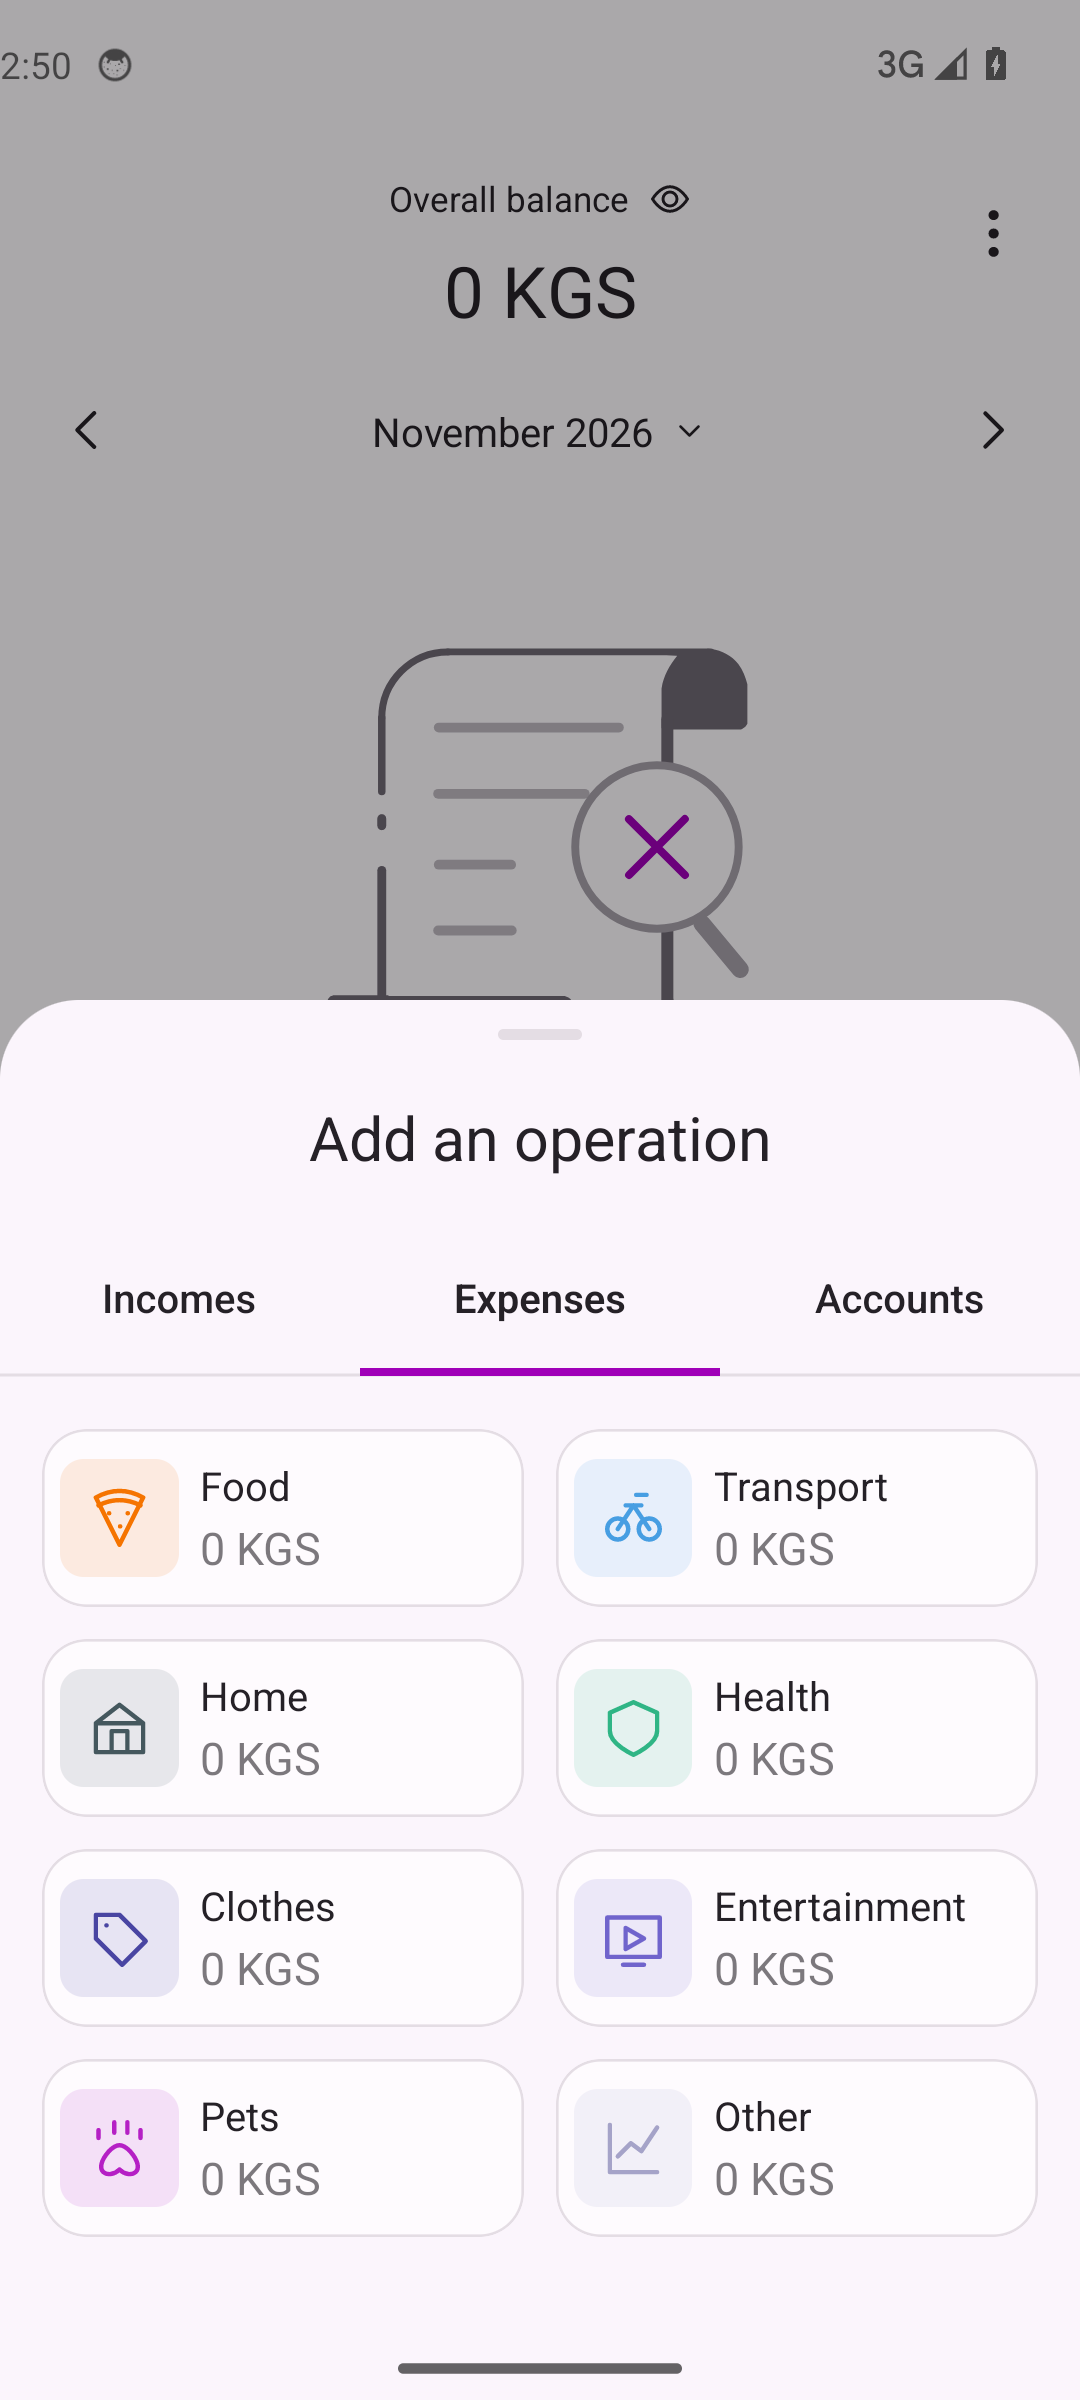 2:50
3G
Overall balance
0 KGS
November 2026
Add an operation
Incomes
Expenses
Accounts
Food
0 KGS
Transport
0 KGS
Home
0 KGS
Health
0 KGS
Clothes
0 KGS
Entertainment
0 KGS
Pets
0 KGS
Other
0 KGS